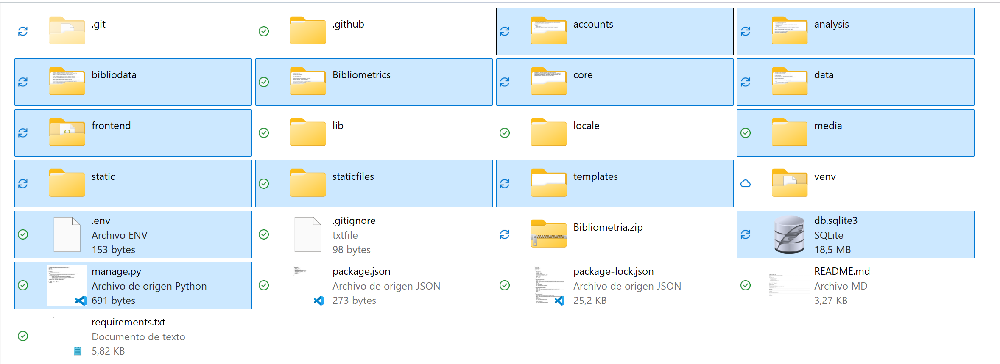 .git
.github
accounts
analysis
bibliodata
Bibliometrics
core
data
frontend
lib
locale
media
static
staticfiles
templates
venv
.env
Archivo ENV
153 bytes
.gitignore
txtfile
98 bytes
Bibliometria.zip
db.sqlite3
SQLite
18,5 MB
manage.py
Archivo de origen Python
691 bytes
package.json
Archivo de origen JSON
273 bytes
package-lock.json
Archivo de origen JSON
25,2 KB
README.md
Archivo MD
3,27 KB
requirements.txt
Documento de texto
5,82 KB